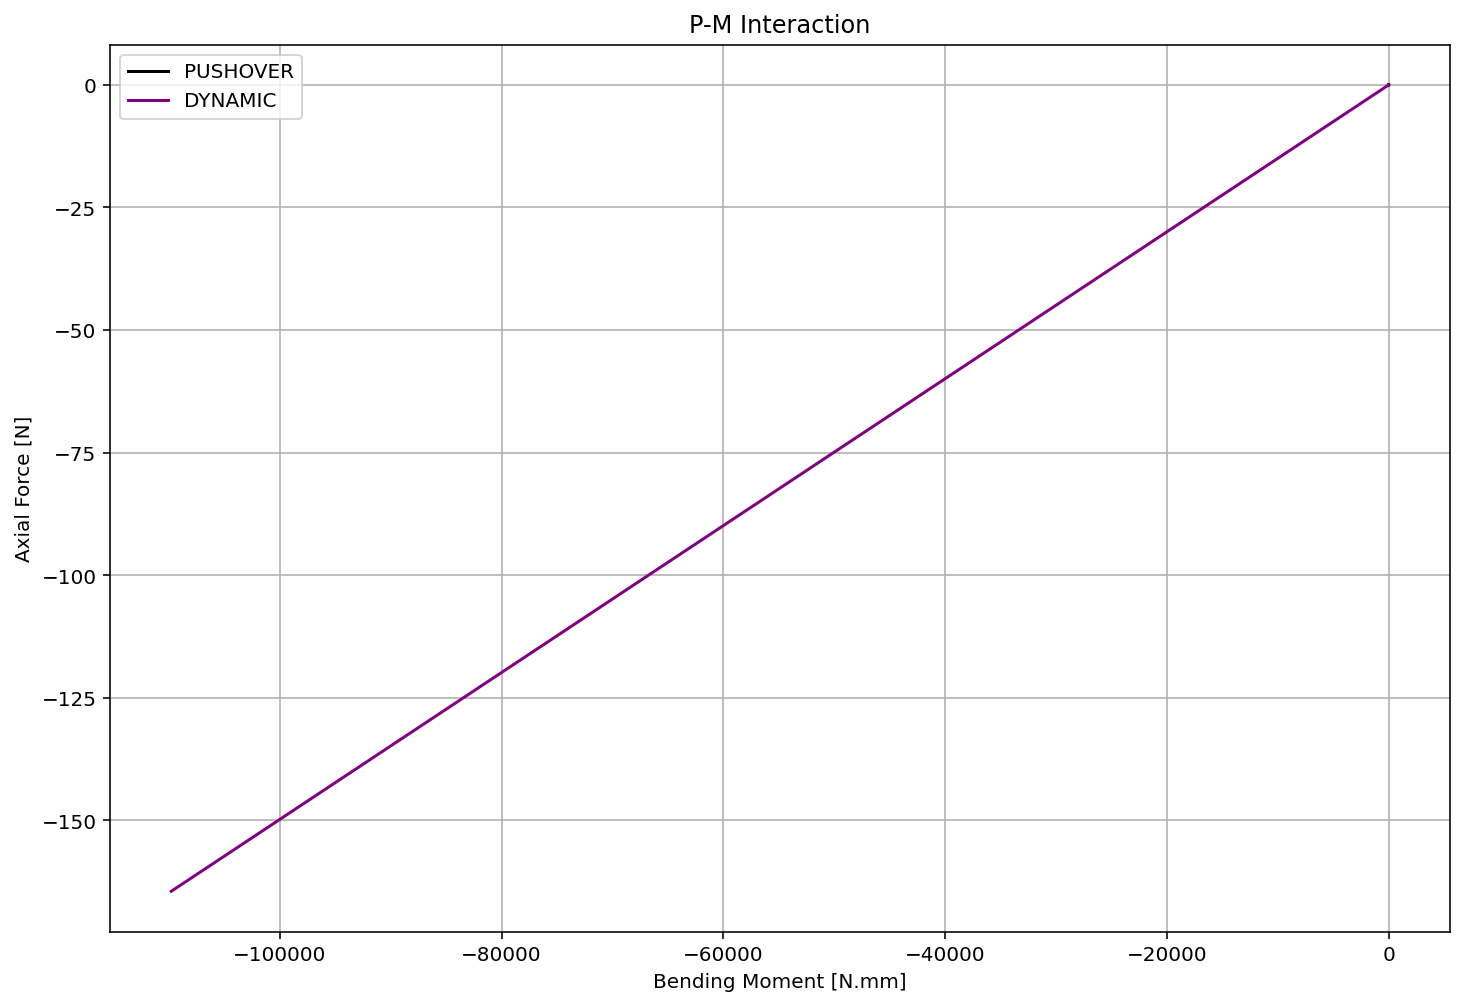 P-M Interaction
PUSHOVER
DYNAMIC
0
−25
−50
−75
−100
−125
−150
Axial Force [N]
−100000
−80000
−60000
−40000
−20000
0
Bending Moment [N.mm]